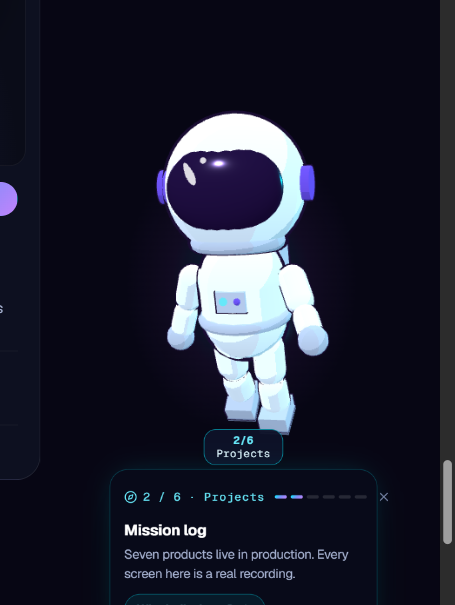 2/6
Projects
2 / 6 · Projects
s
Mission log
Seven products live in production. Every
screen here is a real recording.